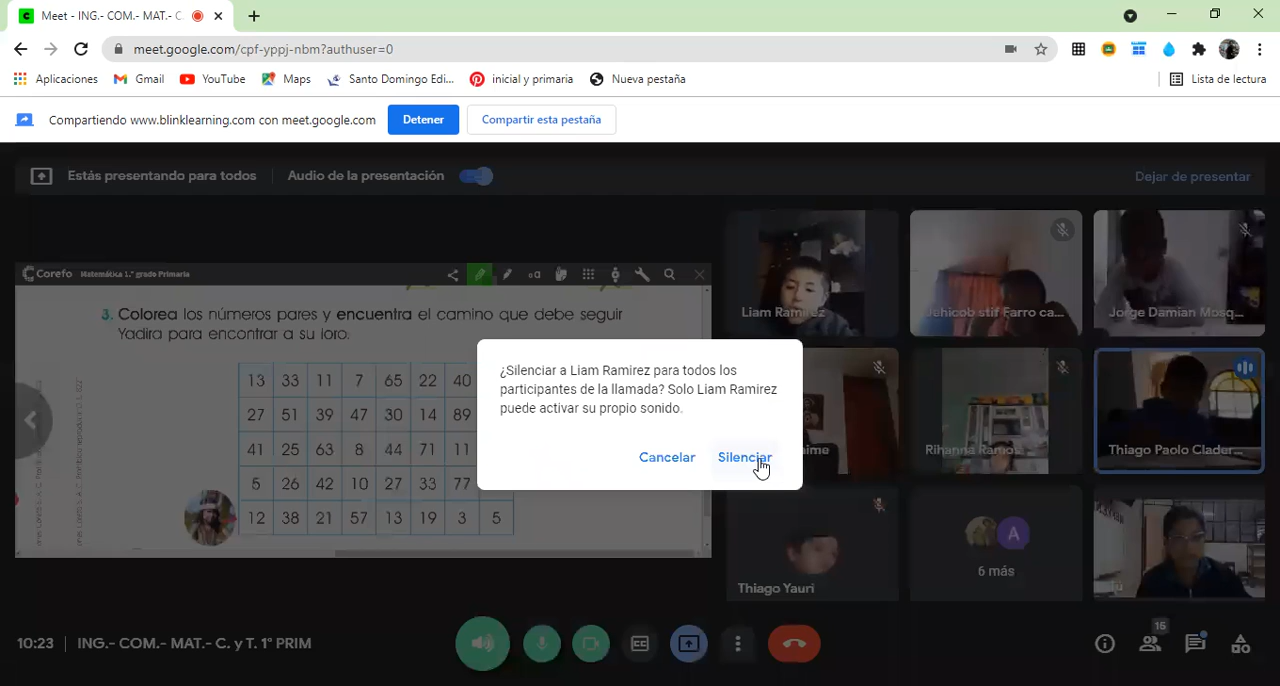 Meet - ING.- COM.- MAT.- C
meet.google.com/cpf-yppj-nbm?authuser=0
Aplicaciones Gmail YouTube Maps Santo Domingo Edi... inicial y primaria Nueva pestaña Lista de lectura
Compartiendo www.blinklearning.com con meet.google.com Detener Compartir esta pestaña
Estás presentando para todos Audio de la presentación Dejar de presentar
Corefo Matemática 1.° grado Primaria
3. Colorea los números pares y encuentra el camino que debe seguir
Yadira para encontrar a su loro.
13 33 11 7 65 22 40
27 51 39 47 30 14 89
41 25 63 8 44 71 11
5 26 42 10 27 33 77
12 38 21 57 13 19 3 5
¿Silenciar a Liam Ramirez para todos los
participantes de la llamada? Solo Liam Ramirez
puede activar su propio sonido.
Cancelar Silenciar
Liam Ramirez
Jehicob stif Farro ca...
Jorge Damian Mosq...
Rihanna Ramos
Thiago Paolo Clader...
Thiago Yauri
A
6 más
10:23 ING.- COM.- MAT.- C. y T. 1° PRIM
CC
15